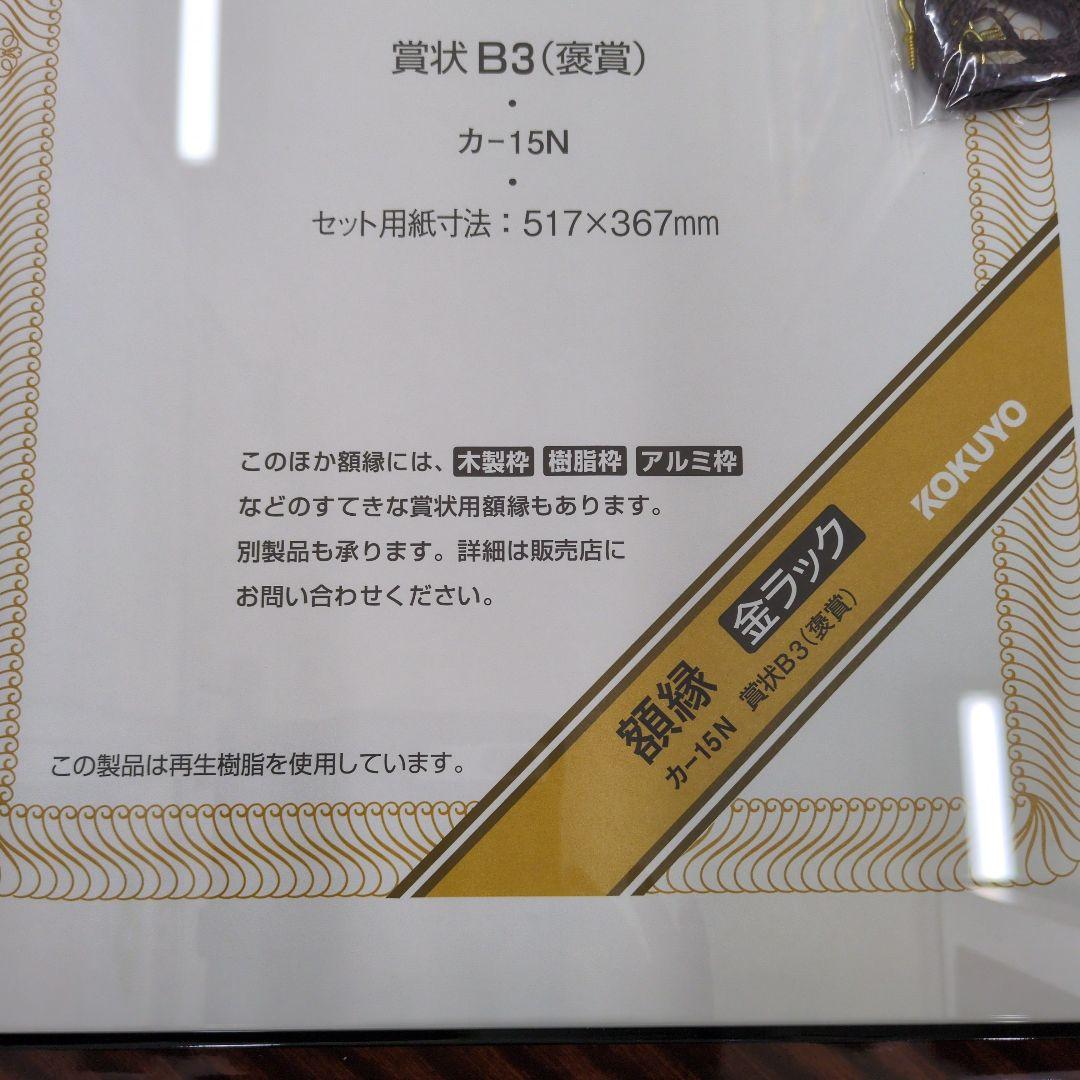 賞状 B3（褒賞）
・
カ−15N
・
セット用紙寸法：517×367mm
このほか額縁には、木製枠 樹脂枠 アルミ枠
などのすてきな賞状用額縁もあります。
別製品も承ります。詳細は販売店に
お問い合わせください。
この製品は再生樹脂を使用しています。
額縁 金ラック
カ−15N 賞状B3（褒賞）
KOKUYO